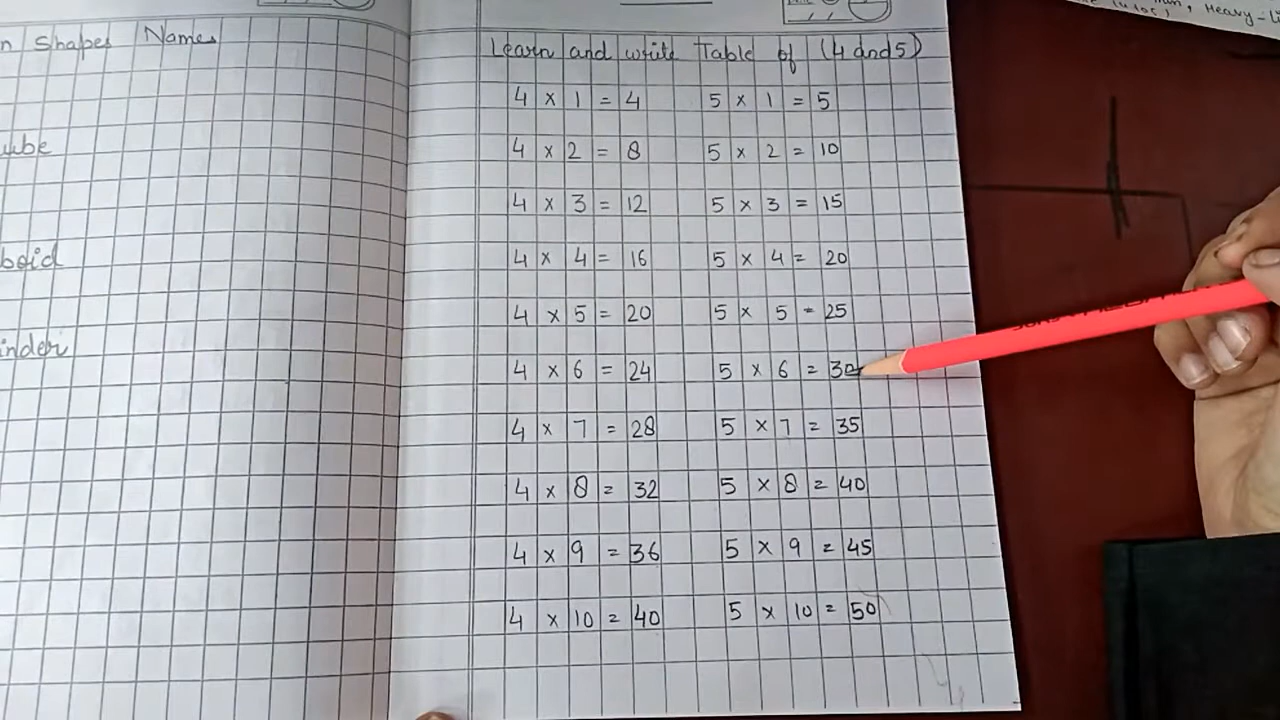 n Shapes Names
ube
boid
inder
Learn and write Table of (4 and 5)
4 × 1 = 4 5 × 1 = 5
4 × 2 = 8 5 × 2 = 10
4 × 3 = 12 5 × 3 = 15
4 × 4 = 16 5 × 4 = 20
4 × 5 = 20 5 × 5 = 25
4 × 6 = 24 5 × 6 = 30
4 × 7 = 28 5 × 7 = 35
4 × 8 = 32 5 × 8 = 40
4 × 9 = 36 5 × 9 = 45
4 × 10 = 40 5 × 10 = 50
, Heavy-